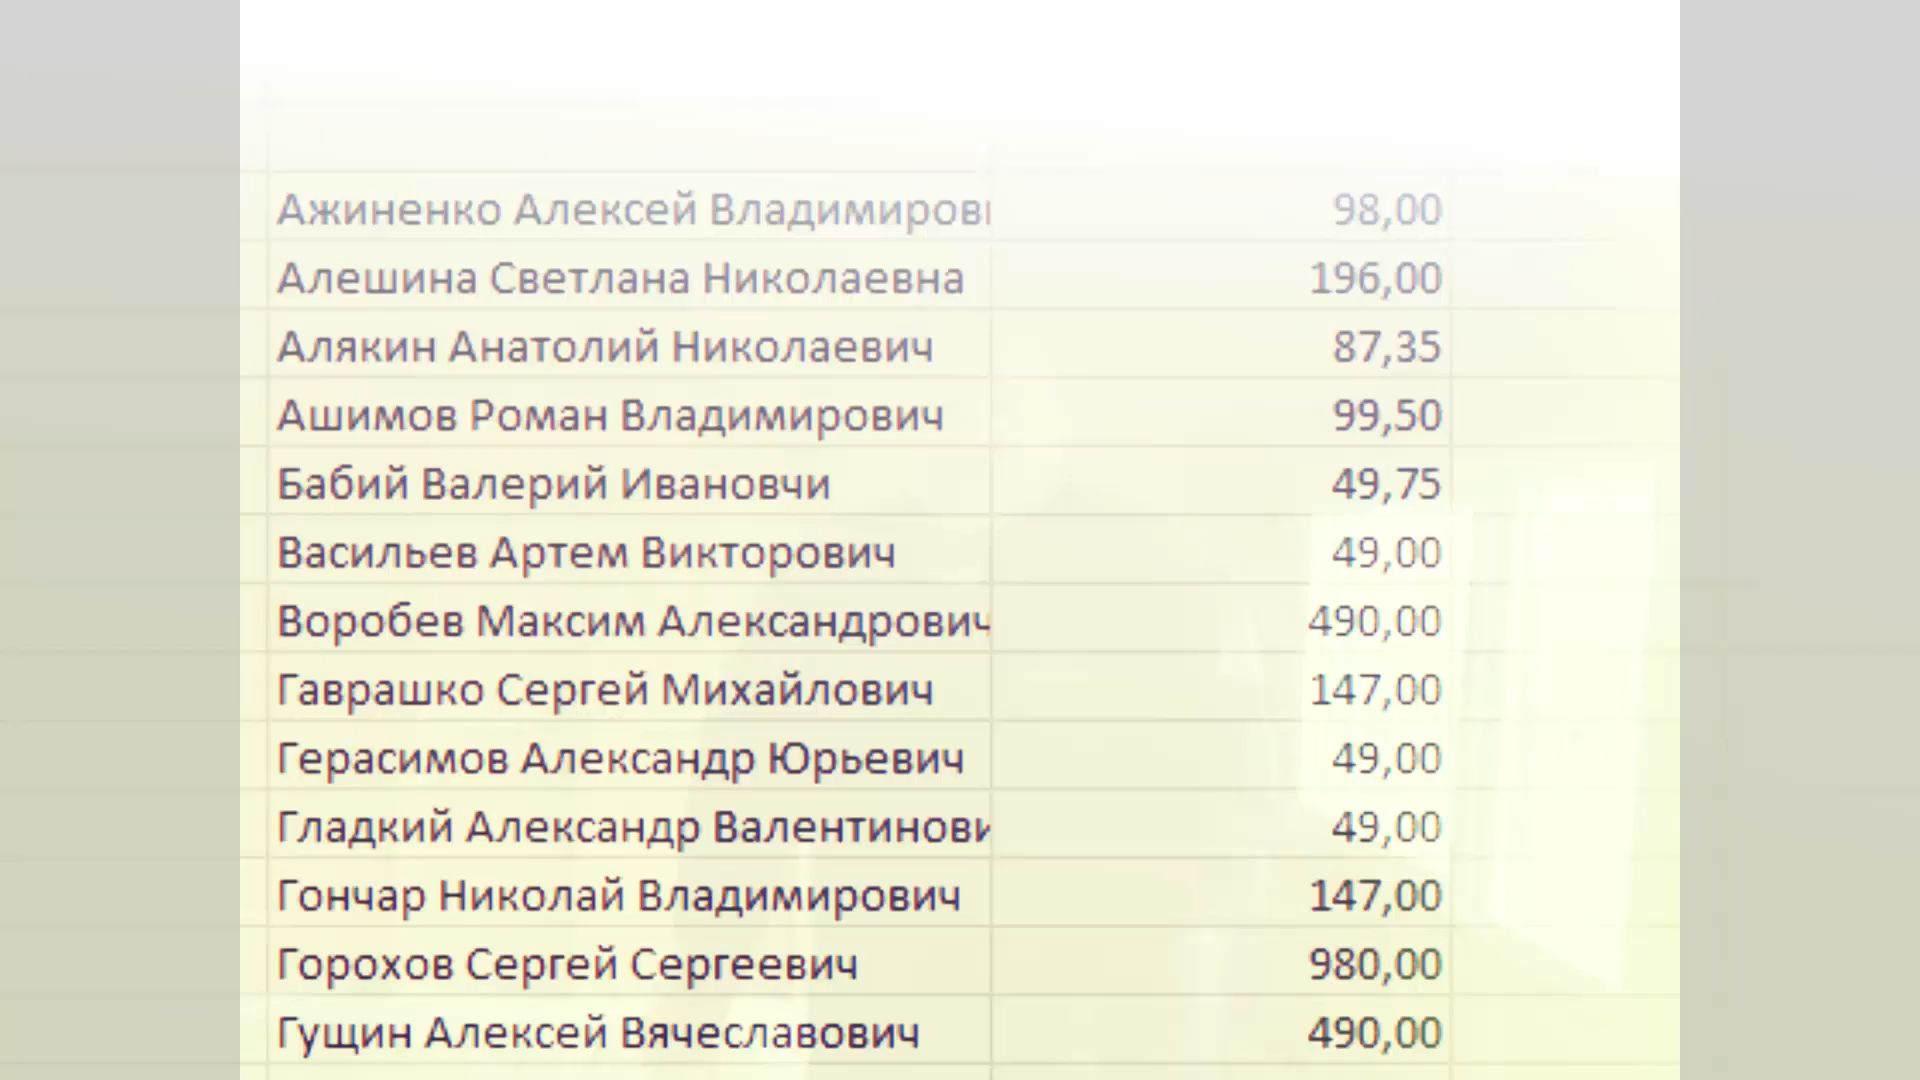 Ажиненко Алексей Владимирови 98,00
Алешина Светлана Николаевна 196,00
Алякин Анатолий Николаевич 87,35
Ашимов Роман Владимирович 99,50
Бабий Валерий Ивановчи 49,75
Васильев Артем Викторович 49,00
Воробев Максим Александрович 490,00
Гаврашко Сергей Михайлович 147,00
Герасимов Александр Юрьевич 49,00
Гладкий Александр Валентинови 49,00
Гончар Николай Владимирович 147,00
Горохов Сергей Сергеевич 980,00
Гущин Алексей Вячеславович 490,00